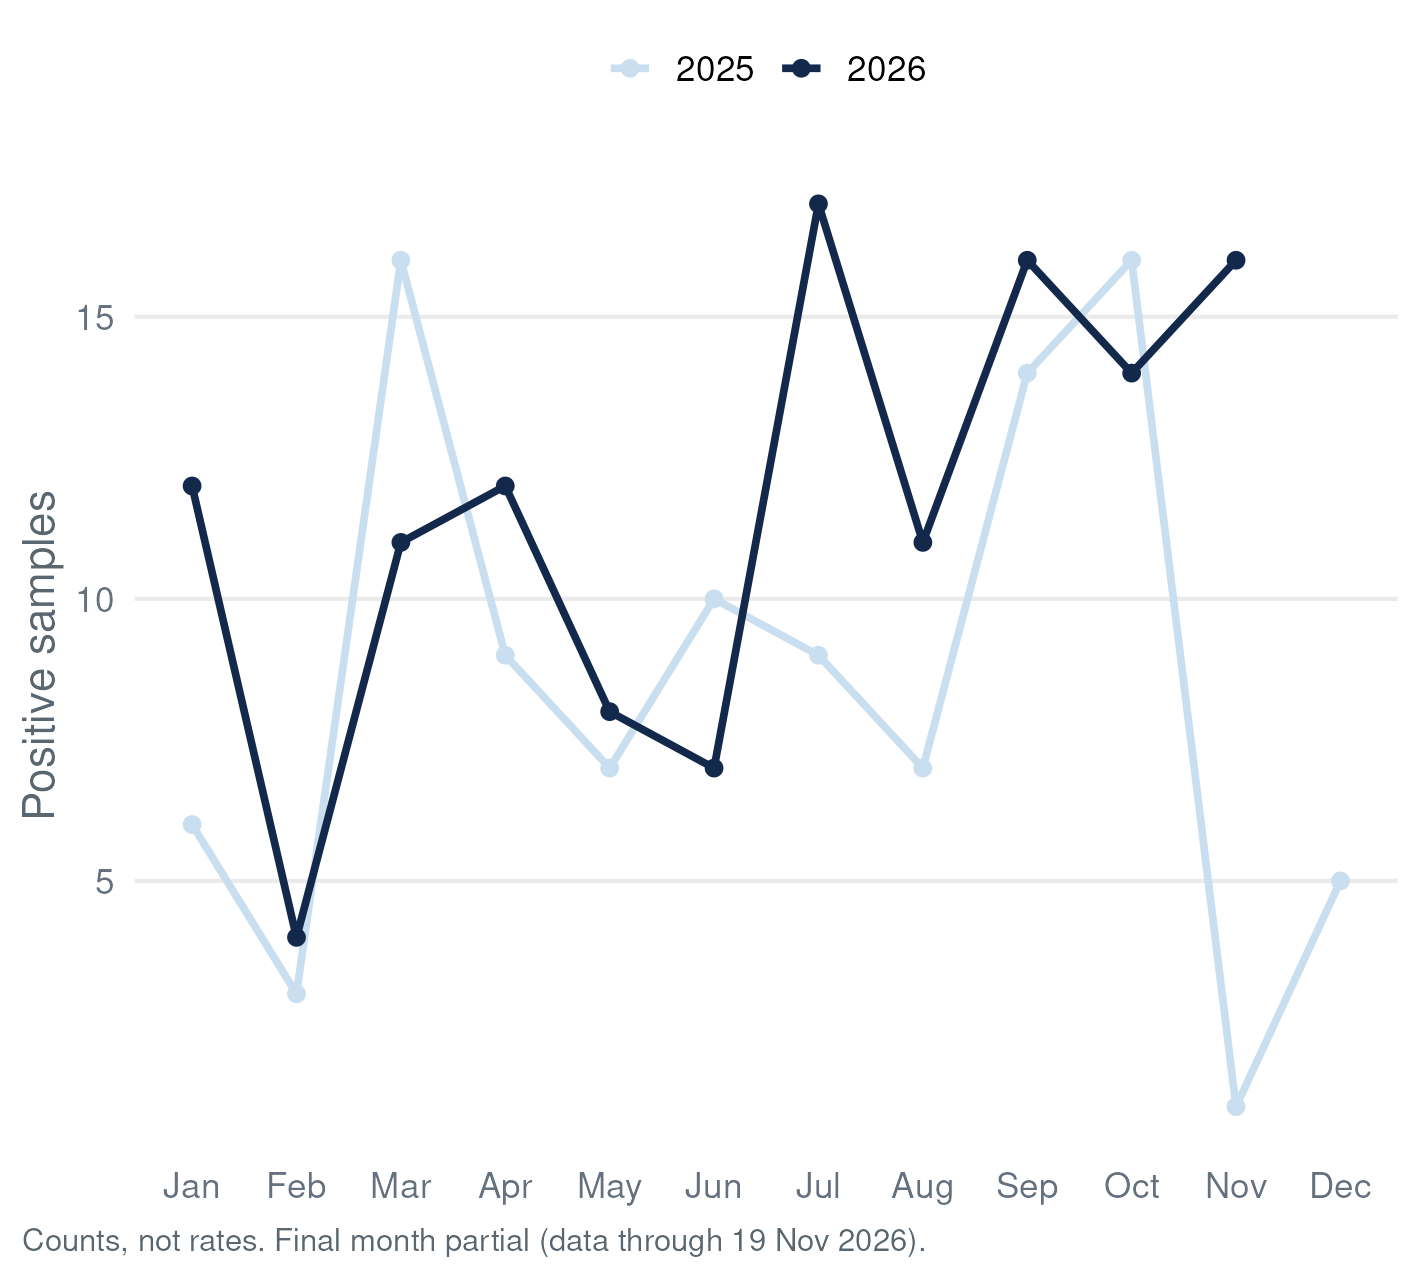 2025 2026
Positive samples
15
10
5
Jan Feb Mar Apr May Jun Jul Aug Sep Oct Nov Dec
Counts, not rates. Final month partial (data through 19 Nov 2026).